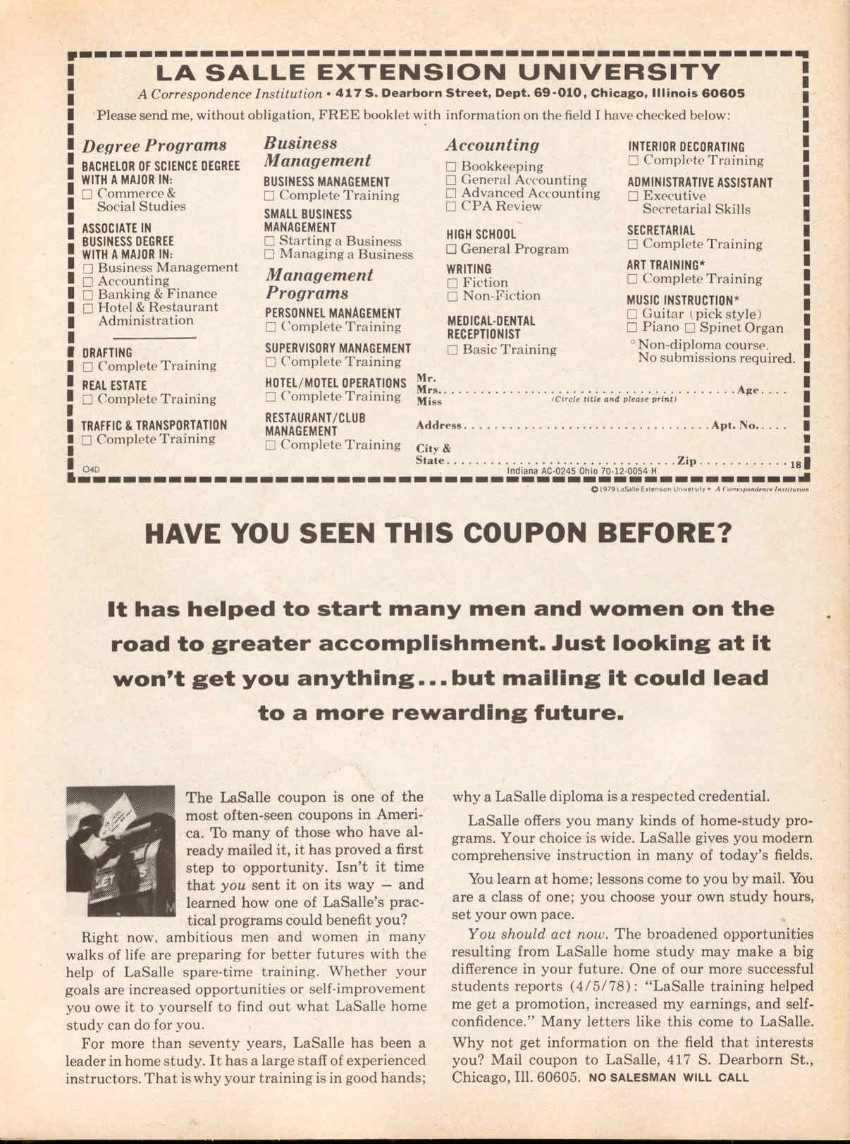 LA SALLE EXTENSION UNIVERSITY
A Correspondence Institution • 417 S. Dearborn Street, Dept. 69-010, Chicago, Illinois 60605
Please send me, without obligation, FREE booklet with information on the field I have checked below:
Degree Programs
BACHELOR OF SCIENCE DEGREE
WITH A MAJOR IN:
□ Commerce &
Social Studies
ASSOCIATE IN
BUSINESS DEGREE
WITH A MAJOR IN:
□ Business Management
□ Accounting
□ Banking & Finance
□ Hotel & Restaurant
Administration
DRAFTING
□ Complete Training
REAL ESTATE
□ Complete Training
TRAFFIC & TRANSPORTATION
□ Complete Training
O4D
Business
Management
BUSINESS MANAGEMENT
□ Complete Training
SMALL BUSINESS
MANAGEMENT
□ Starting a Business
□ Managing a Business
Management
Programs
PERSONNEL MANAGEMENT
□ Complete Training
SUPERVISORY MANAGEMENT
□ Complete Training
HOTEL/MOTEL OPERATIONS
□ Complete Training
RESTAURANT/CLUB
MANAGEMENT
□ Complete Training
Accounting
□ Bookkeeping
□ General Accounting
□ Advanced Accounting
□ CPA Review
HIGH SCHOOL
□ General Program
WRITING
□ Fiction
□ Non-Fiction
MEDICAL-DENTAL
RECEPTIONIST
□ Basic Training
INTERIOR DECORATING
□ Complete Training
ADMINISTRATIVE ASSISTANT
□ Executive
Secretarial Skills
SECRETARIAL
□ Complete Training
ART TRAINING*
□ Complete Training
MUSIC INSTRUCTION*
□ Guitar (pick style)
□ Piano □ Spinet Organ
*Non-diploma course.
No submissions required.
Mr.
Mrs. Age
Miss (Circle title and please print)
Address Apt. No.
City &
State Zip 18
Indiana AC-0245 Ohio 70-12-0054 H
©1979 LaSalle Extension University • A Correspondence Institution
HAVE YOU SEEN THIS COUPON BEFORE?
It has helped to start many men and women on the
road to greater accomplishment. Just looking at it
won't get you anything...but mailing it could lead
to a more rewarding future.
The LaSalle coupon is one of the
most often-seen coupons in Ameri-
ca. To many of those who have al-
ready mailed it, it has proved a first
step to opportunity. Isn't it time
that you sent it on its way — and
learned how one of LaSalle's prac-
tical programs could benefit you?
Right now, ambitious men and women in many
walks of life are preparing for better futures with the
help of LaSalle spare-time training. Whether your
goals are increased opportunities or self-improvement
you owe it to yourself to find out what LaSalle home
study can do for you.
For more than seventy years, LaSalle has been a
leader in home study. It has a large staff of experienced
instructors. That is why your training is in good hands;
why a LaSalle diploma is a respected credential.
LaSalle offers you many kinds of home-study pro-
grams. Your choice is wide. LaSalle gives you modern
comprehensive instruction in many of today's fields.
You learn at home; lessons come to you by mail. You
are a class of one; you choose your own study hours,
set your own pace.
You should act now. The broadened opportunities
resulting from LaSalle home study may make a big
difference in your future. One of our more successful
students reports (4/5/78): "LaSalle training helped
me get a promotion, increased my earnings, and self-
confidence." Many letters like this come to LaSalle.
Why not get information on the field that interests
you? Mail coupon to LaSalle, 417 S. Dearborn St.,
Chicago, Ill. 60605. NO SALESMAN WILL CALL